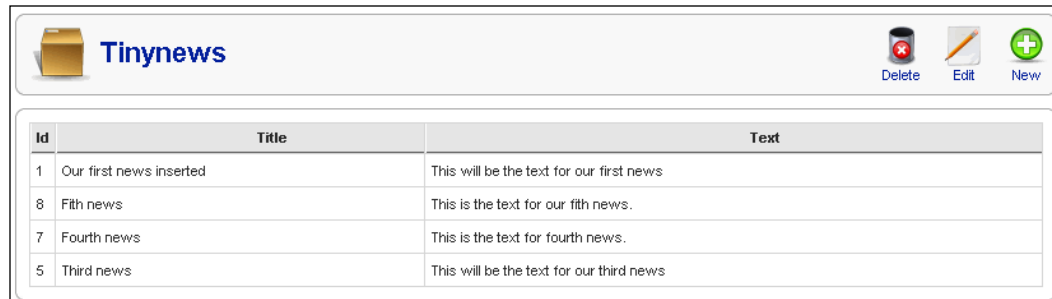 Tinynews
Delete Edit New
Id Title Text
1 Our first news inserted This will be the text for our first news
8 Fith news This is the text for our fith news.
7 Fourth news This is the text for fourth news.
5 Third news This will be the text for our third news